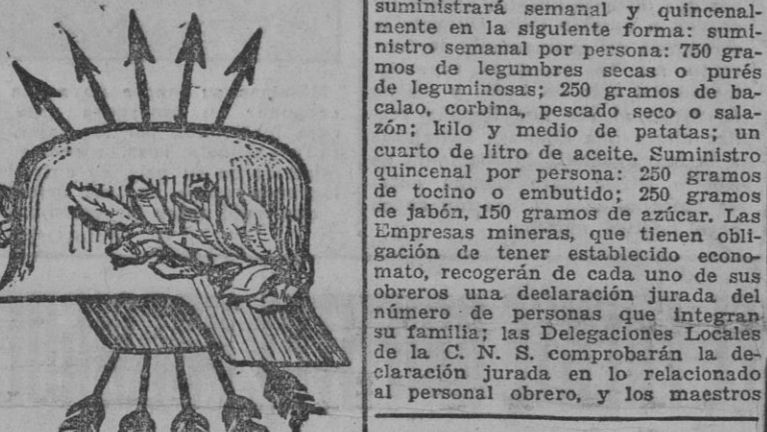 suministrará semanal y quincenal-
mente en la siguiente forma: sumi-
nistro semanal por persona: 750 gra-
mos de legumbres secas o purés
de leguminosas; 250 gramos de ba-
calao, corbina, pescado seco o sala-
zón; kilo y medio de patatas; un
cuarto de litro de aceite. Suministro
quincenal por persona: 250 gramos
de tocino o embutido; 250 gramos
de jabón, 150 gramos de azúcar. Las
Empresas mineras, que tienen obli-
gación de tener establecido econo-
mato, recogerán de cada uno de sus
obreros una declaración jurada del
número de personas que integran
su familia; las Delegaciones Locales
de la C. N. S. comprobarán la de-
claración jurada en lo relacionado
al personal obrero, y los maestros